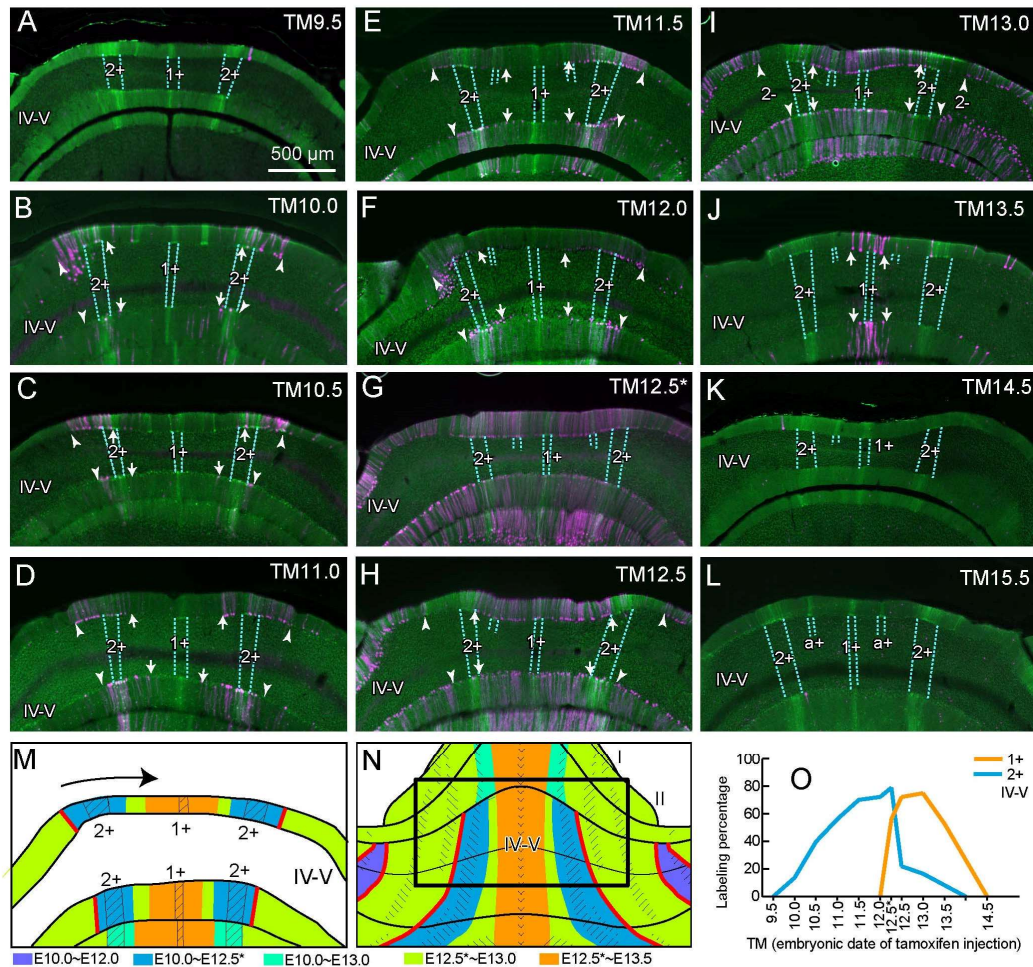 A
TM9.5
2+
1+
2+
IV-V
500 µm
B
TM10.0
2+
1+
2+
IV-V
C
TM10.5
2+
1+
2+
IV-V
D
TM11.0
2+
1+
2+
IV-V
E
TM11.5
2+
1+
2+
IV-V
F
TM12.0
2+
1+
2+
IV-V
G
TM12.5*
2+
1+
2+
IV-V
H
TM12.5
2+
1+
2+
IV-V
I
TM13.0
2-
2+
1+
2+
2-
IV-V
J
TM13.5
2+
1+
2+
IV-V
K
TM14.5
2+
1+
2+
IV-V
L
TM15.5
2+
a+
1+
a+
2+
IV-V
M
2+
1+
2+
IV-V
2+
1+
2+
N
I
II
IV-V
E10.0~E12.0
E10.0~E12.5*
E10.0~E13.0
E12.5*~E13.0
E12.5*~E13.5
O
1+
2+
IV-V
Labeling percentage
100
80
60
40
20
0
9.5
10.0
10.5
11.0
11.5
12.0
12.5*
12.5
13.0
14.5
TM (embryonic date of tamoxifen injection)